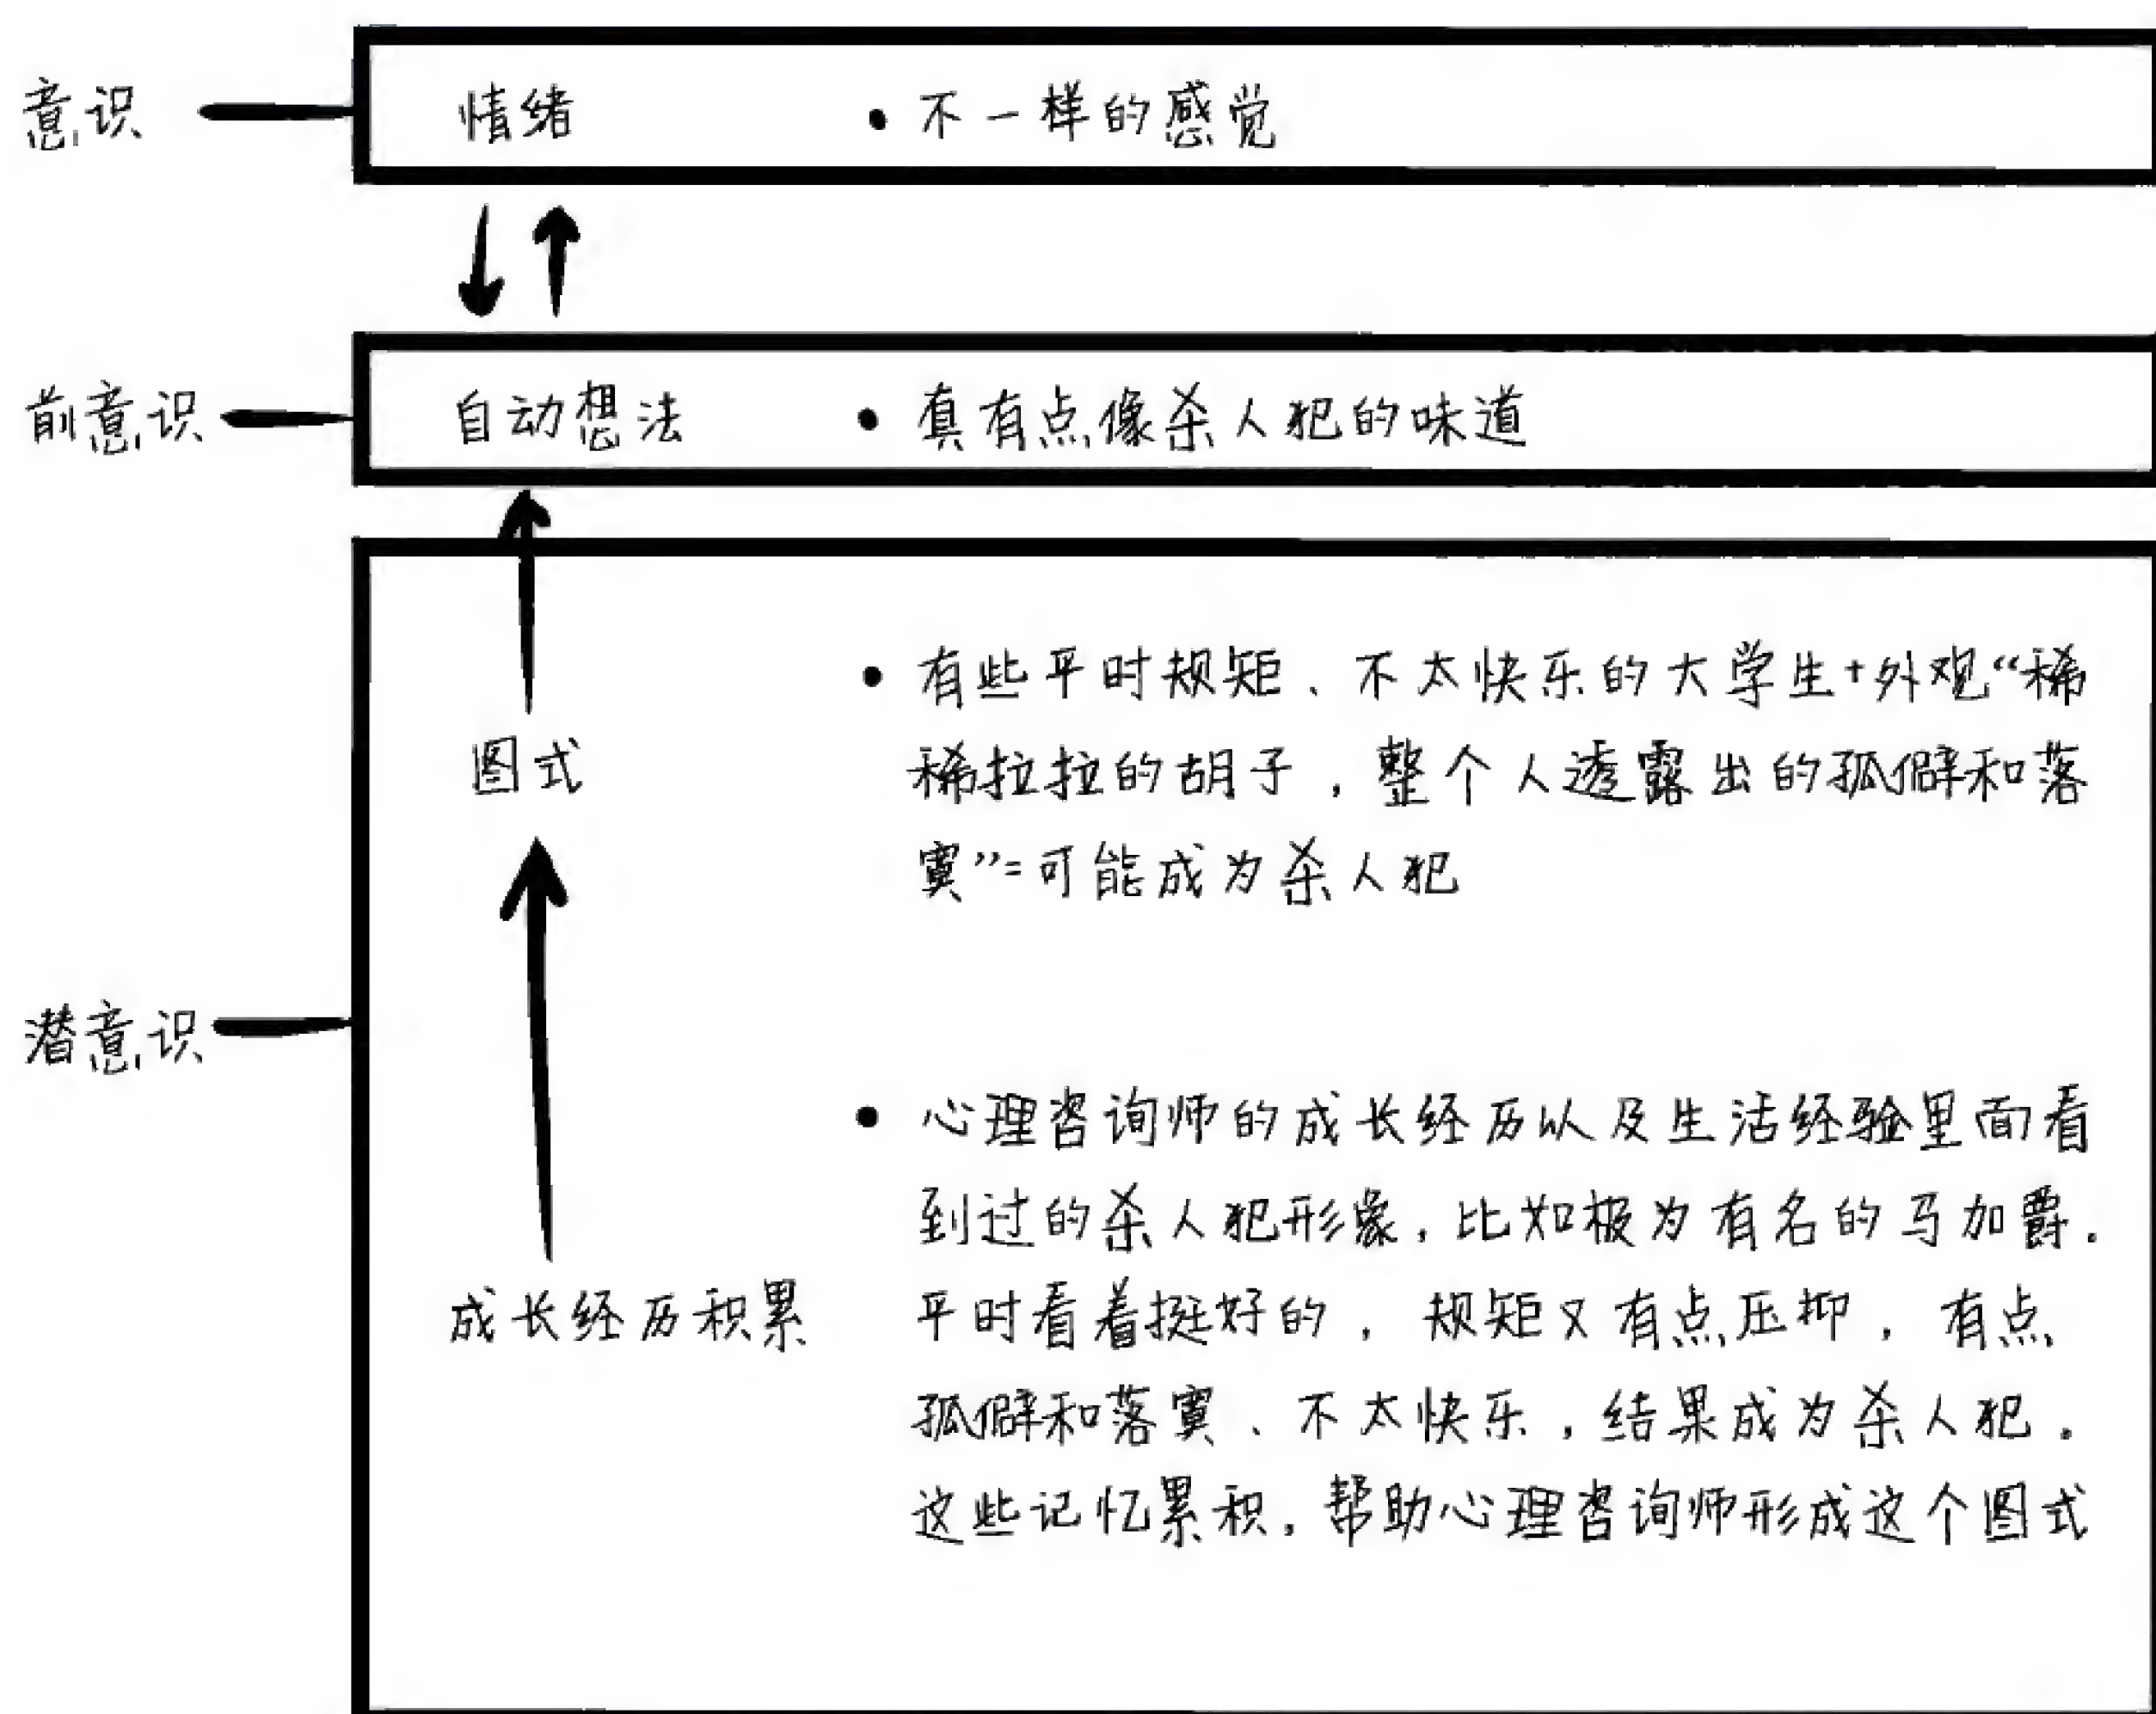 意识
情绪
• 不一样的感觉
前意识
自动想法
• 真有点像杀人犯的味道
潜意识
图式
• 有些平时规矩、不太快乐的大学生+外观“稀
稀拉拉的胡子，整个人透露出的孤僻和落
寞”=可能成为杀人犯
成长经历积累
• 心理咨询师的成长经历以及生活经验里面看
到过的杀人犯形象，比如极为有名的马加爵．
平时看着挺好的，规矩又有点压抑，有点
孤僻和落寞、不太快乐，结果成为杀人犯．
这些记忆累积，帮助心理咨询师形成这个图式